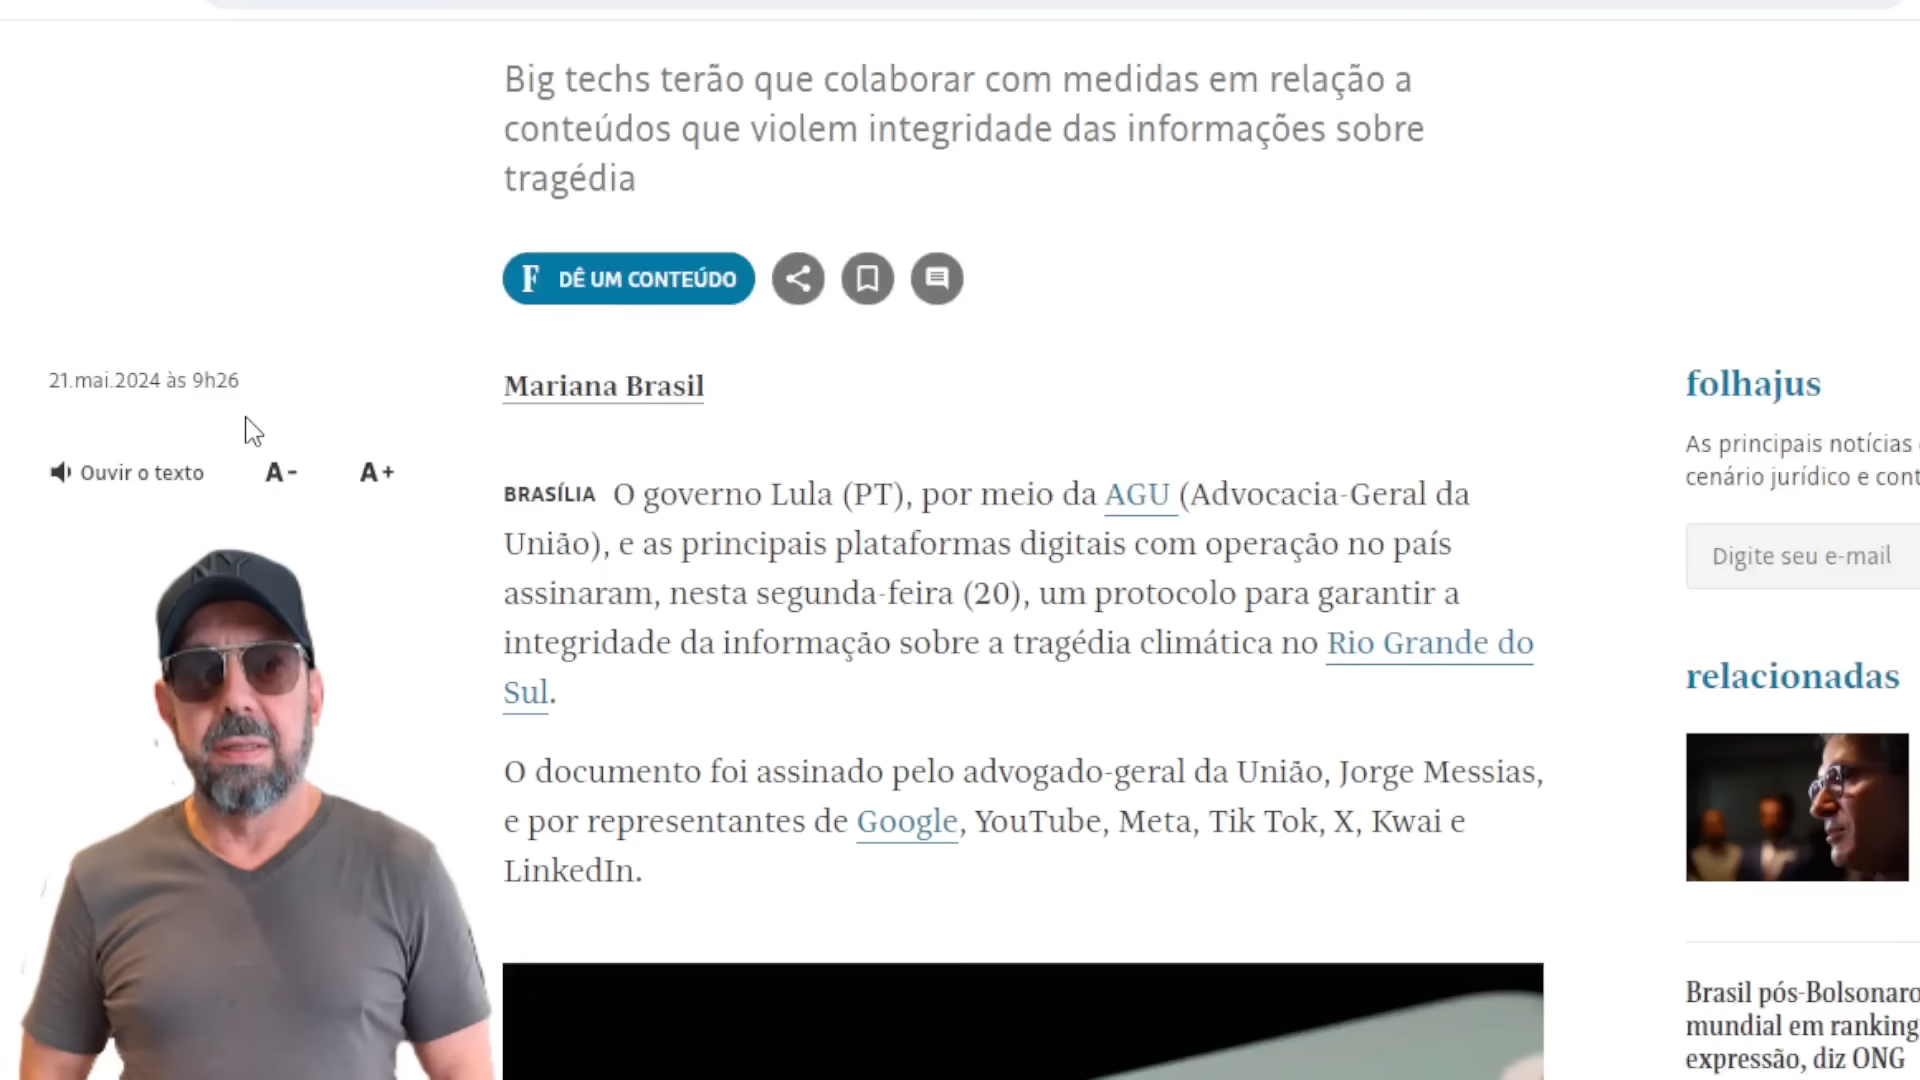 Big techs terão que colaborar com medidas em relação a
conteúdos que violem integridade das informações sobre
tragédia
F DÊ UM CONTEÚDO
21.mai.2024 às 9h26
Ouvir o texto A- A+
Mariana Brasil
BRASÍLIA O governo Lula (PT), por meio da AGU (Advocacia-Geral da
União), e as principais plataformas digitais com operação no país
assinaram, nesta segunda-feira (20), um protocolo para garantir a
integridade da informação sobre a tragédia climática no Rio Grande do
Sul.
O documento foi assinado pelo advogado-geral da União, Jorge Messias,
e por representantes de Google, YouTube, Meta, Tik Tok, X, Kwai e
LinkedIn.
folhajus
As principais notícias
cenário jurídico e cont
Digite seu e-mail
relacionadas
Brasil pós-Bolsonaro
mundial em ranking
expressão, diz ONG
NY